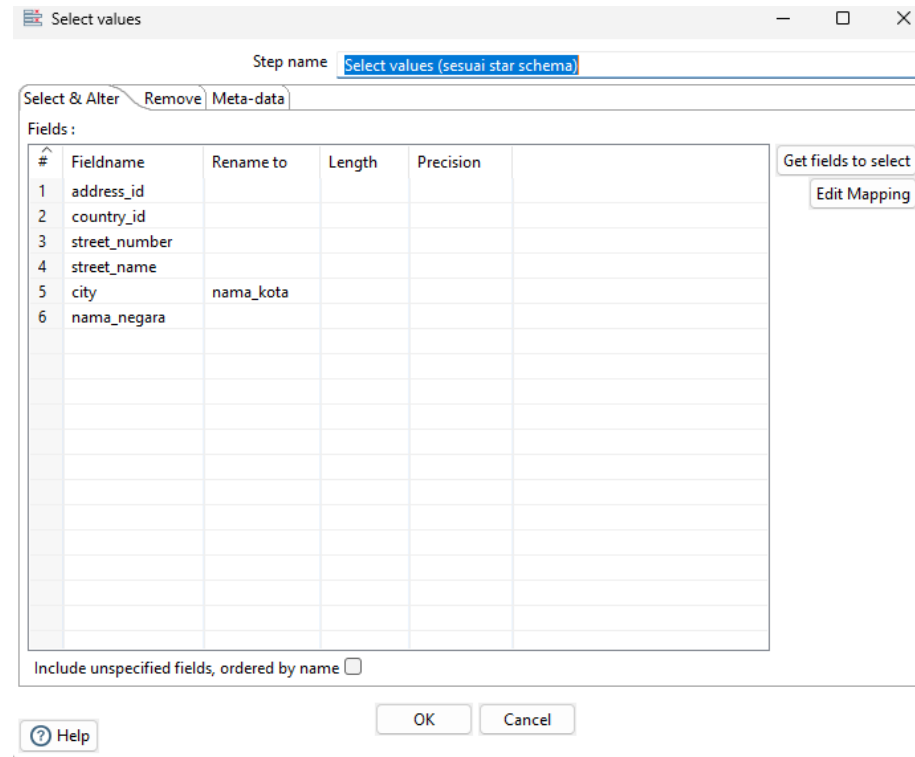 Select values
Step name Select values (sesuai star schema)
Select & Alter Remove Meta-data
Fields :
# Fieldname Rename to Length Precision
Get fields to select
1 address_id
Edit Mapping
2 country_id
3 street_number
4 street_name
5 city nama_kota
6 nama_negara
Include unspecified fields, ordered by name
OK Cancel
? Help